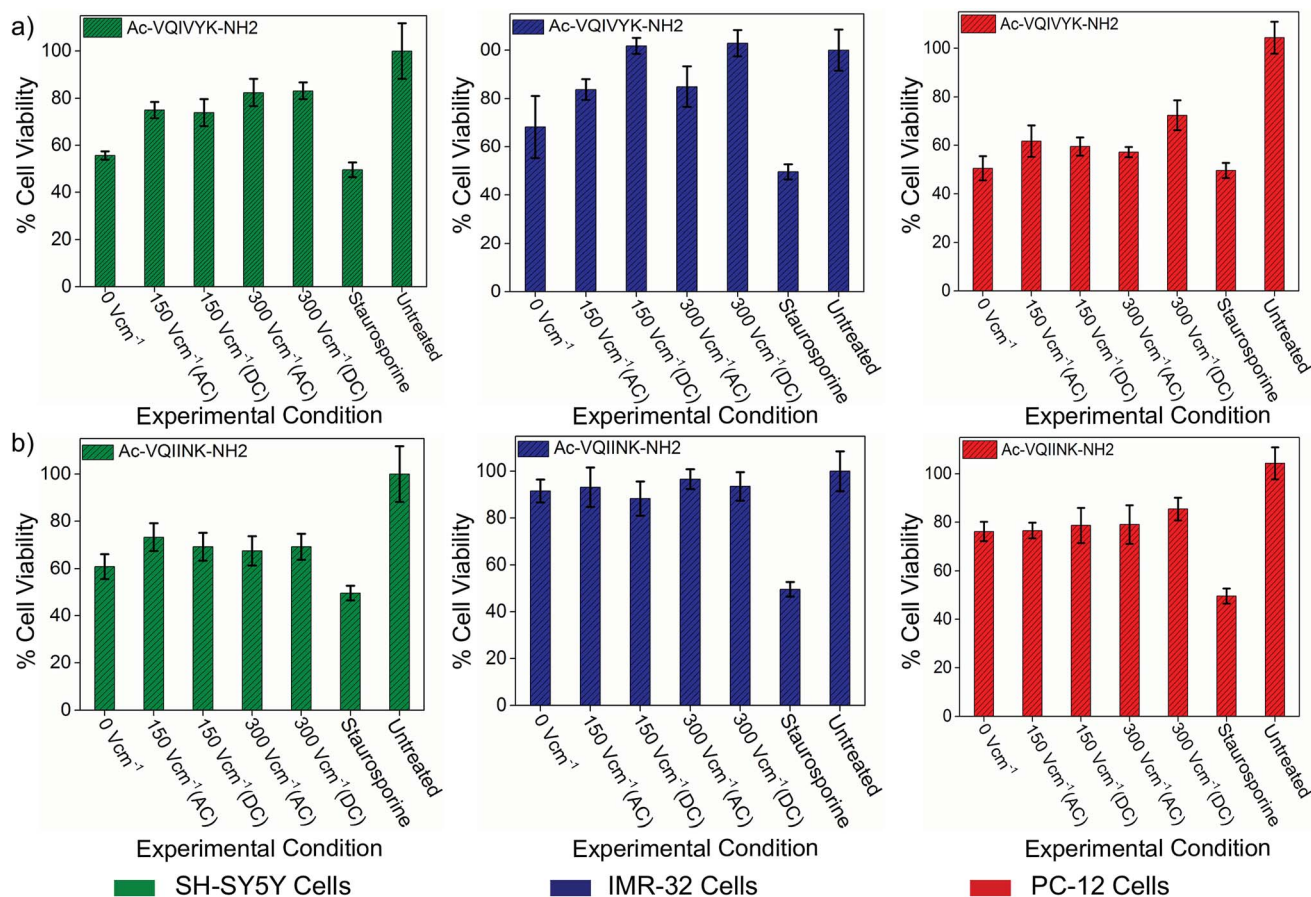 a)
Ac-VQIVYK-NH2
% Cell Viability
100
80
60
40
20
0
0 Vcm⁻¹
150 Vcm⁻¹(AC)
150 Vcm⁻¹(DC)
300 Vcm⁻¹(AC)
300 Vcm⁻¹(DC)
Staurosporine
Untreated
Experimental Condition
Ac-VQIVYK-NH2
% Cell Viability
00
80
60
40
20
0
0 Vcm⁻¹
150 Vcm⁻¹(AC)
150 Vcm⁻¹(DC)
300 Vcm⁻¹(AC)
300 Vcm⁻¹(DC)
Staurosporine
Untreated
Experimental Condition
Ac-VQIVYK-NH2
% Cell Viability
100
80
60
40
20
0
0 Vcm⁻¹
150 Vcm⁻¹(AC)
150 Vcm⁻¹(DC)
300 Vcm⁻¹(AC)
300 Vcm⁻¹(DC)
Staurosporine
Untreated
Experimental Condition
b)
Ac-VQIINK-NH2
% Cell Viability
100
80
60
40
20
0
0 Vcm⁻¹
150 Vcm⁻¹(AC)
150 Vcm⁻¹(DC)
300 Vcm⁻¹(AC)
300 Vcm⁻¹(DC)
Staurosporine
Untreated
Experimental Condition
Ac-VQIINK-NH2
% Cell Viability
100
80
60
40
20
0
0 Vcm⁻¹
150 Vcm⁻¹(AC)
150 Vcm⁻¹(DC)
300 Vcm⁻¹(AC)
300 Vcm⁻¹(DC)
Staurosporine
Untreated
Experimental Condition
Ac-VQIINK-NH2
% Cell Viability
100
80
60
40
20
0
0 Vcm⁻¹
150 Vcm⁻¹(AC)
150 Vcm⁻¹(DC)
300 Vcm⁻¹(AC)
300 Vcm⁻¹(DC)
Staurosporine
Untreated
Experimental Condition
SH-SY5Y Cells
IMR-32 Cells
PC-12 Cells